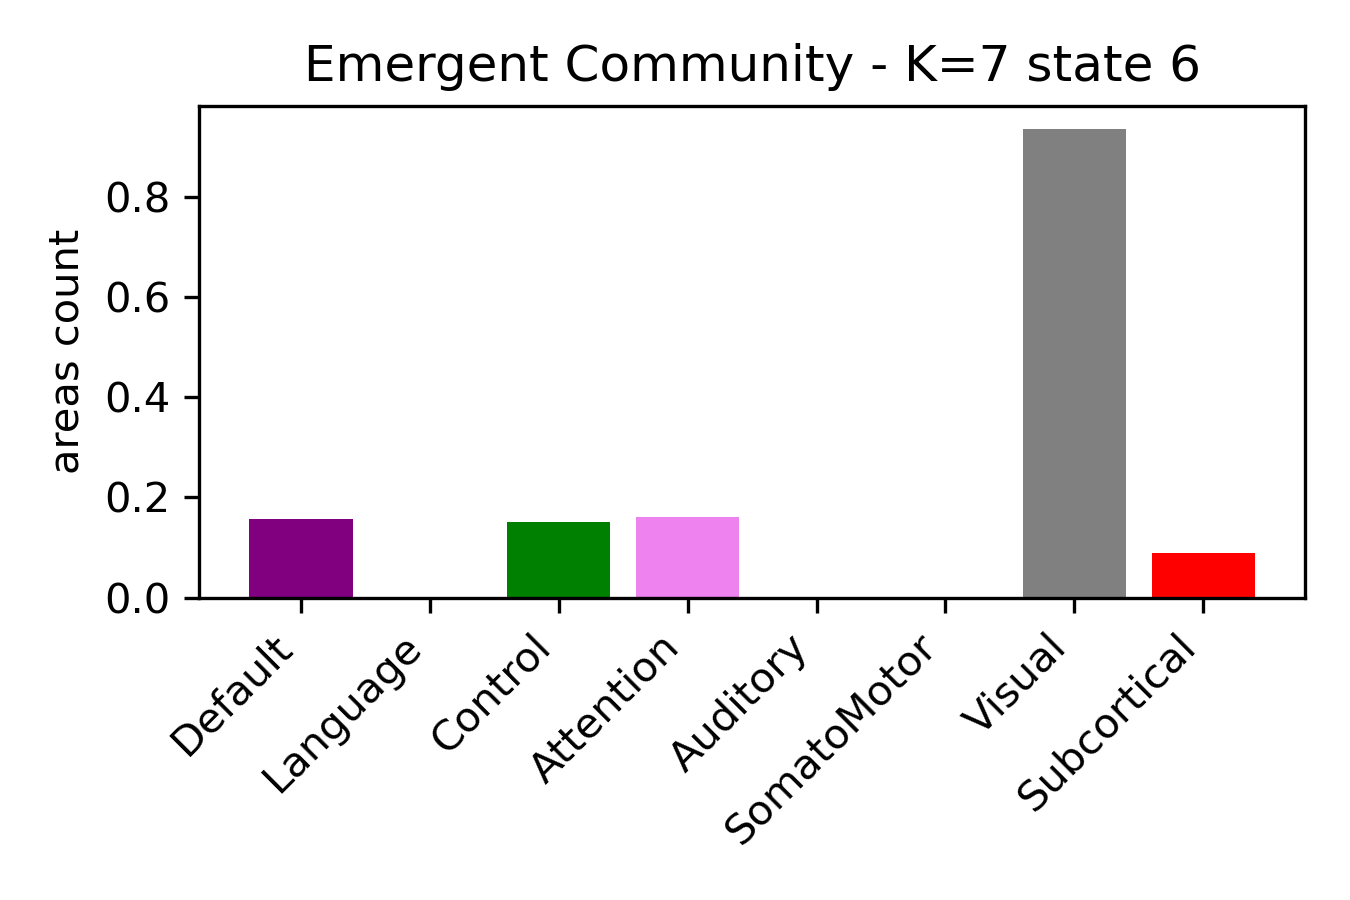 Emergent Community - K=7 state 6
areas count
0.8
0.6
0.4
0.2
0.0
Default
Language
Control
Attention
Auditory
SomatoMotor
Visual
Subcortical